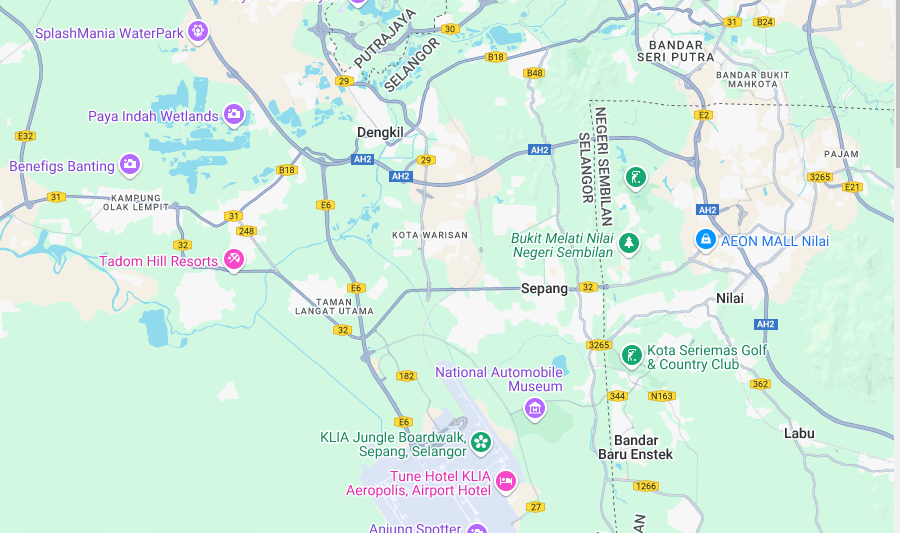 SplashMania WaterPark
PUTRAJAYA
SELANGOR
30
31
B24
29
B18
B48
BANDAR
SERI PUTRA
BANDAR BUKIT
MAHKOTA
Paya Indah Wetlands
Dengkil
E2
NEGERI SEMBILAN
SELANGOR
E32
Benefigs Banting
B18
AH2
29
AH2
AH2
PAJAM
3265
E21
31
KAMPUNG
OLAK LEMPIT
31
248
E6
AH2
32
KOTA WARISAN
Bukit Melati Nilai
Negeri Sembilan
AEON MALL Nilai
Tadom Hill Resorts
E6
Sepang
32
Nilai
TAMAN
LANGAT UTAMA
32
AH2
3265
Kota Seriemas Golf
& Country Club
182
National Automobile
Museum
362
344
N163
E6
KLIA Jungle Boardwalk,
Sepang, Selangor
Bandar
Baru Enstek
Labu
Tune Hotel KLIA
Aeropolis, Airport Hotel
1266
27
Anjung Spotter
AN